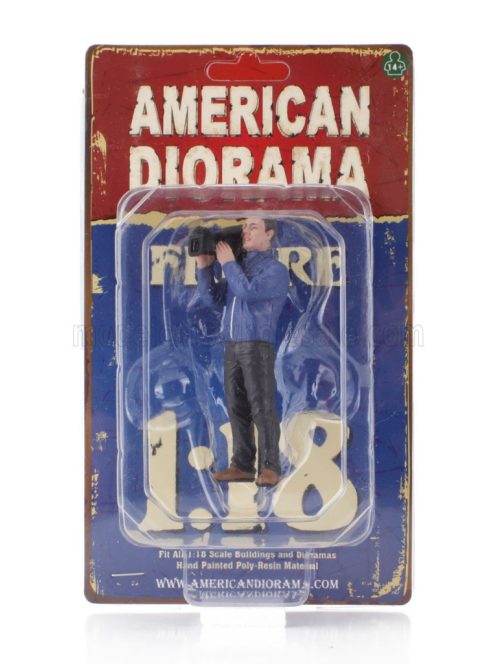 14+
AMERICAN
DIORAMA
FIGURE
1:18
Fit All 1:18 Scale Buildings and Dioramas
Hand Painted Poly-Resin Material
WWW.AMERICANDIORAMA.COM